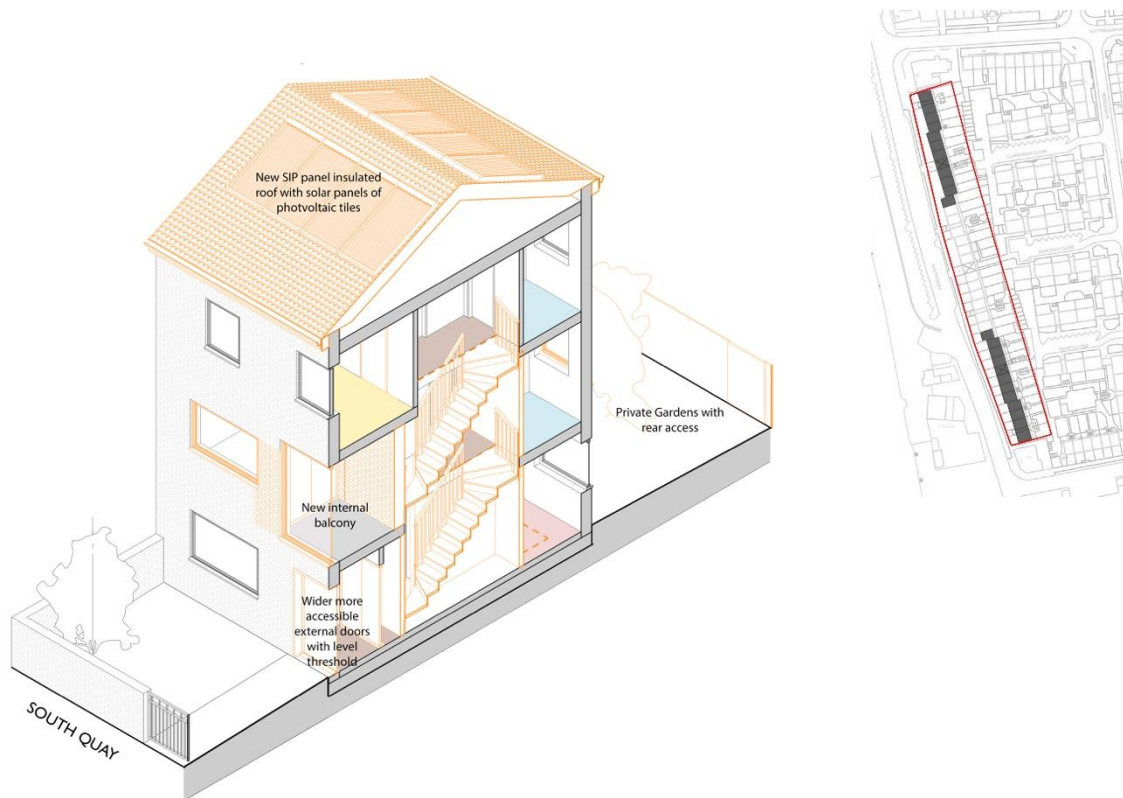 New SIP panel insulated
roof with solar panels of
photvoltaic tiles
Private Gardens with
rear access
New internal
balcony
Wider more
accessible
external doors
with level
threshold
SOUTH QUAY